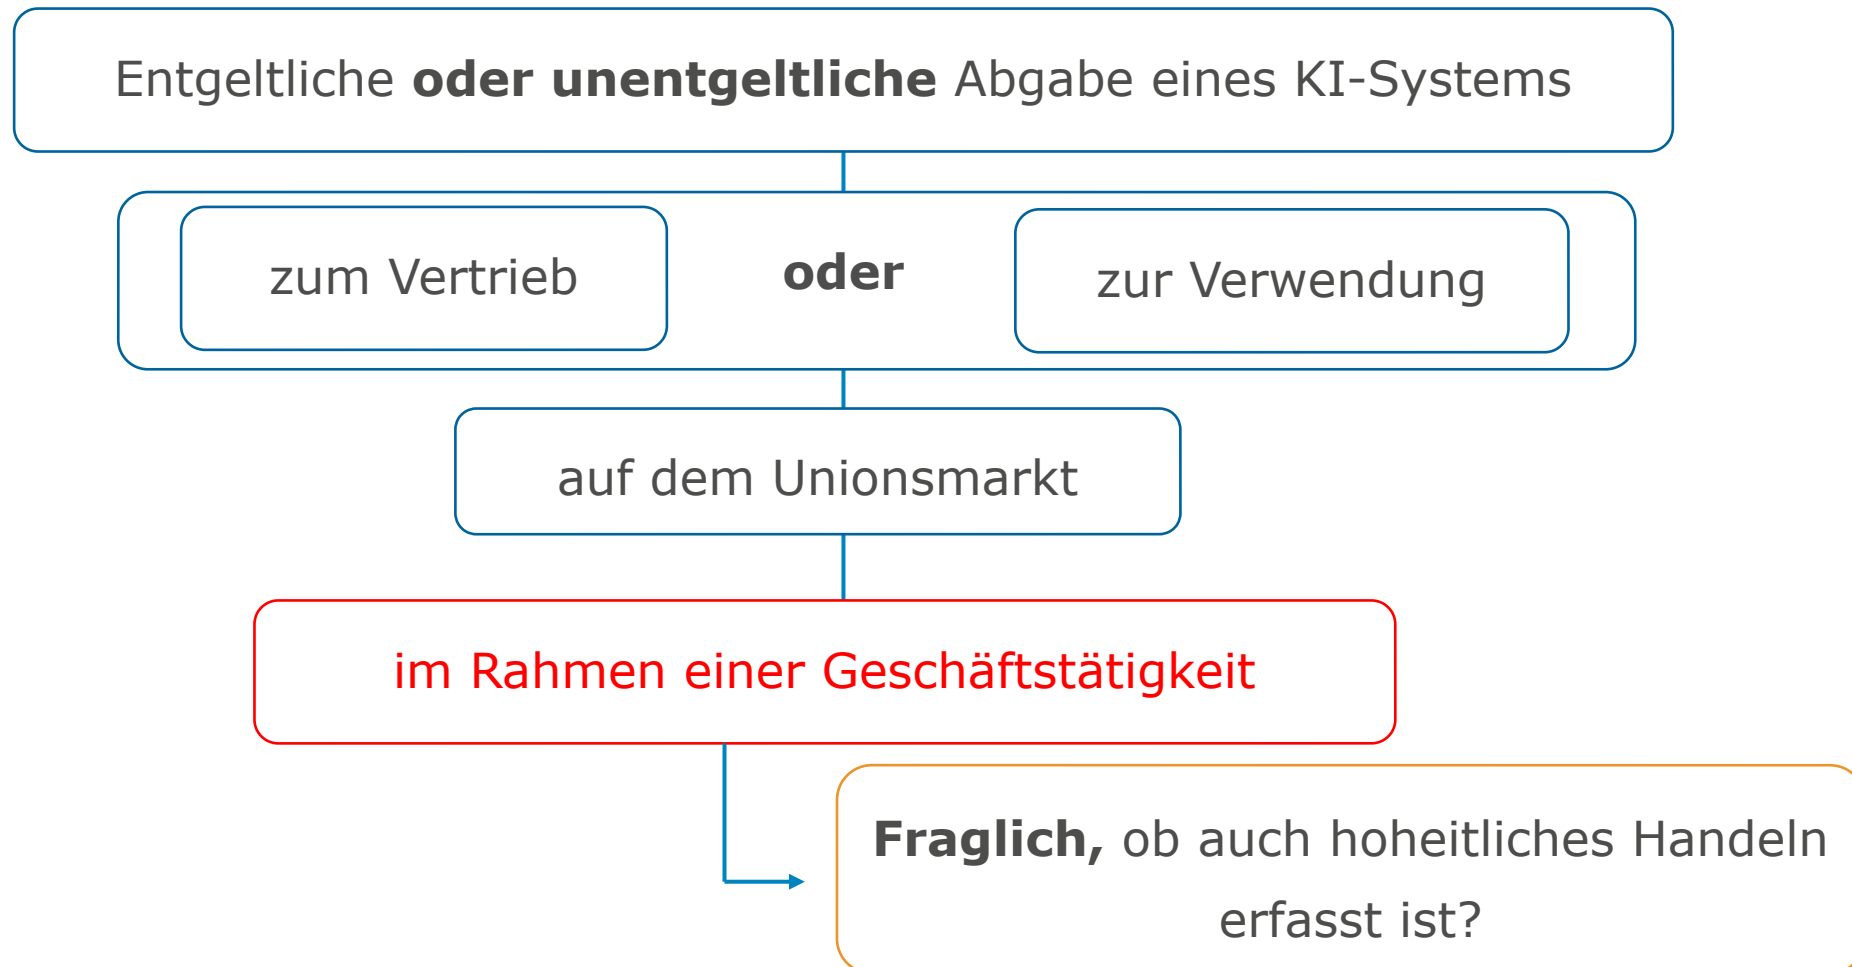 Entgeltliche oder unentgeltliche Abgabe eines KI-Systems
zum Vertrieb
oder
zur Verwendung
auf dem Unionsmarkt
im Rahmen einer Geschäftstätigkeit
Fraglich, ob auch hoheitliches Handeln
erfasst ist?